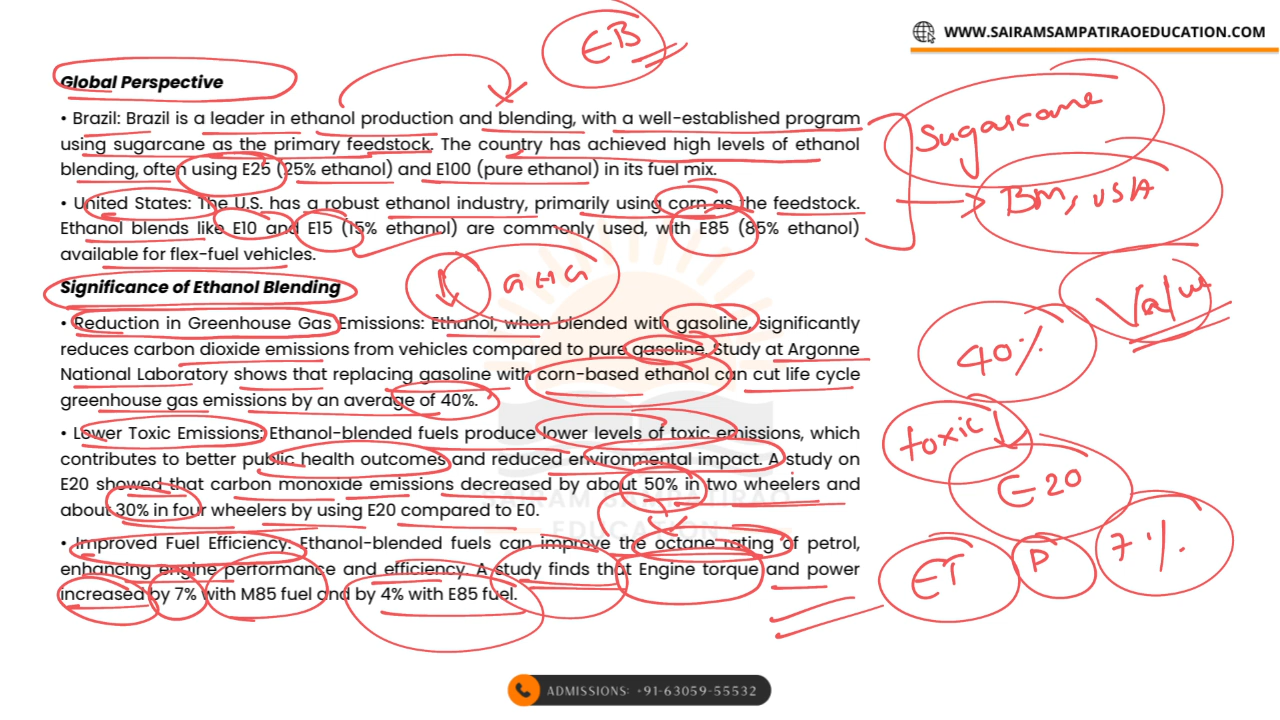 WWW.SAIRAMSAMPATIRAOEDUCATION.COM
EB
Global Perspective
• Brazil: Brazil is a leader in ethanol production and blending, with a well-established program
using sugarcane as the primary feedstock. The country has achieved high levels of ethanol
blending, often using E25 (25% ethanol) and E100 (pure ethanol) in its fuel mix.
Sugarcane
• United States: The U.S. has a robust ethanol industry, primarily using corn as the feedstock.
Ethanol blends like E10 and E15 (15% ethanol) are commonly used, with E85 (85% ethanol)
available for flex-fuel vehicles.
USA
GHG
Significance of Ethanol Blending
Value
• Reduction in Greenhouse Gas Emissions: Ethanol, when blended with gasoline, significantly
reduces carbon dioxide emissions from vehicles compared to pure gasoline. Study at Argonne
National Laboratory shows that replacing gasoline with corn-based ethanol can cut life cycle
greenhouse gas emissions by an average of 40%.
40%
• Lower Toxic Emissions: Ethanol-blended fuels produce lower levels of toxic emissions, which
contributes to better public health outcomes and reduced environmental impact. A study on
E20 showed that carbon monoxide emissions decreased by about 50% in two wheelers and
about 30% in four wheelers by using E20 compared to E0.
toxic ↓
E20
SAIRAM SAMPATIRAO
EDUCATION
• Improved Fuel Efficiency: Ethanol-blended fuels can improve the octane rating of petrol,
enhancing engine performance and efficiency. A study finds that Engine torque and power
increased by 7% with M85 fuel and by 4% with E85 fuel.
ET P 7%
ADMISSIONS: +91-63059-55532